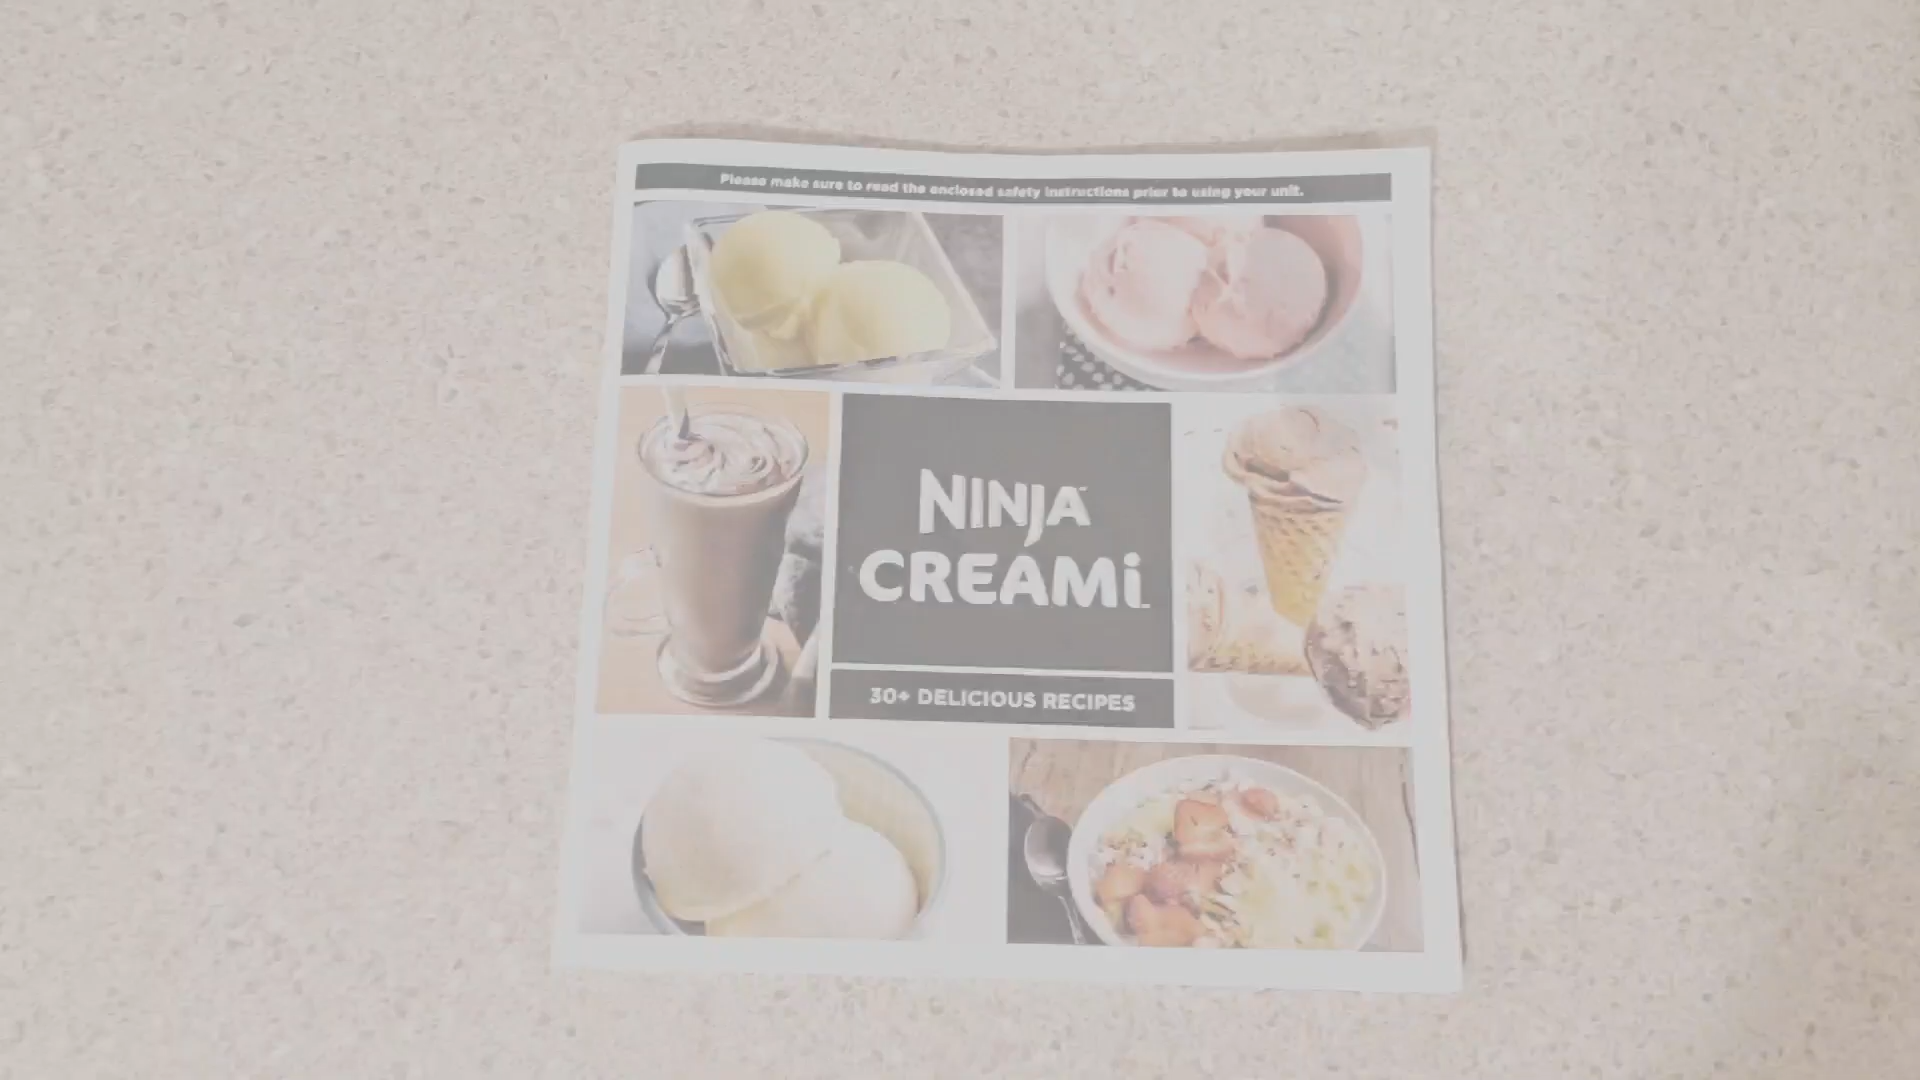 Please make sure to read the enclosed safety instructions prior to using your unit.
NINJA
CREAMi
30+ DELICIOUS RECIPES